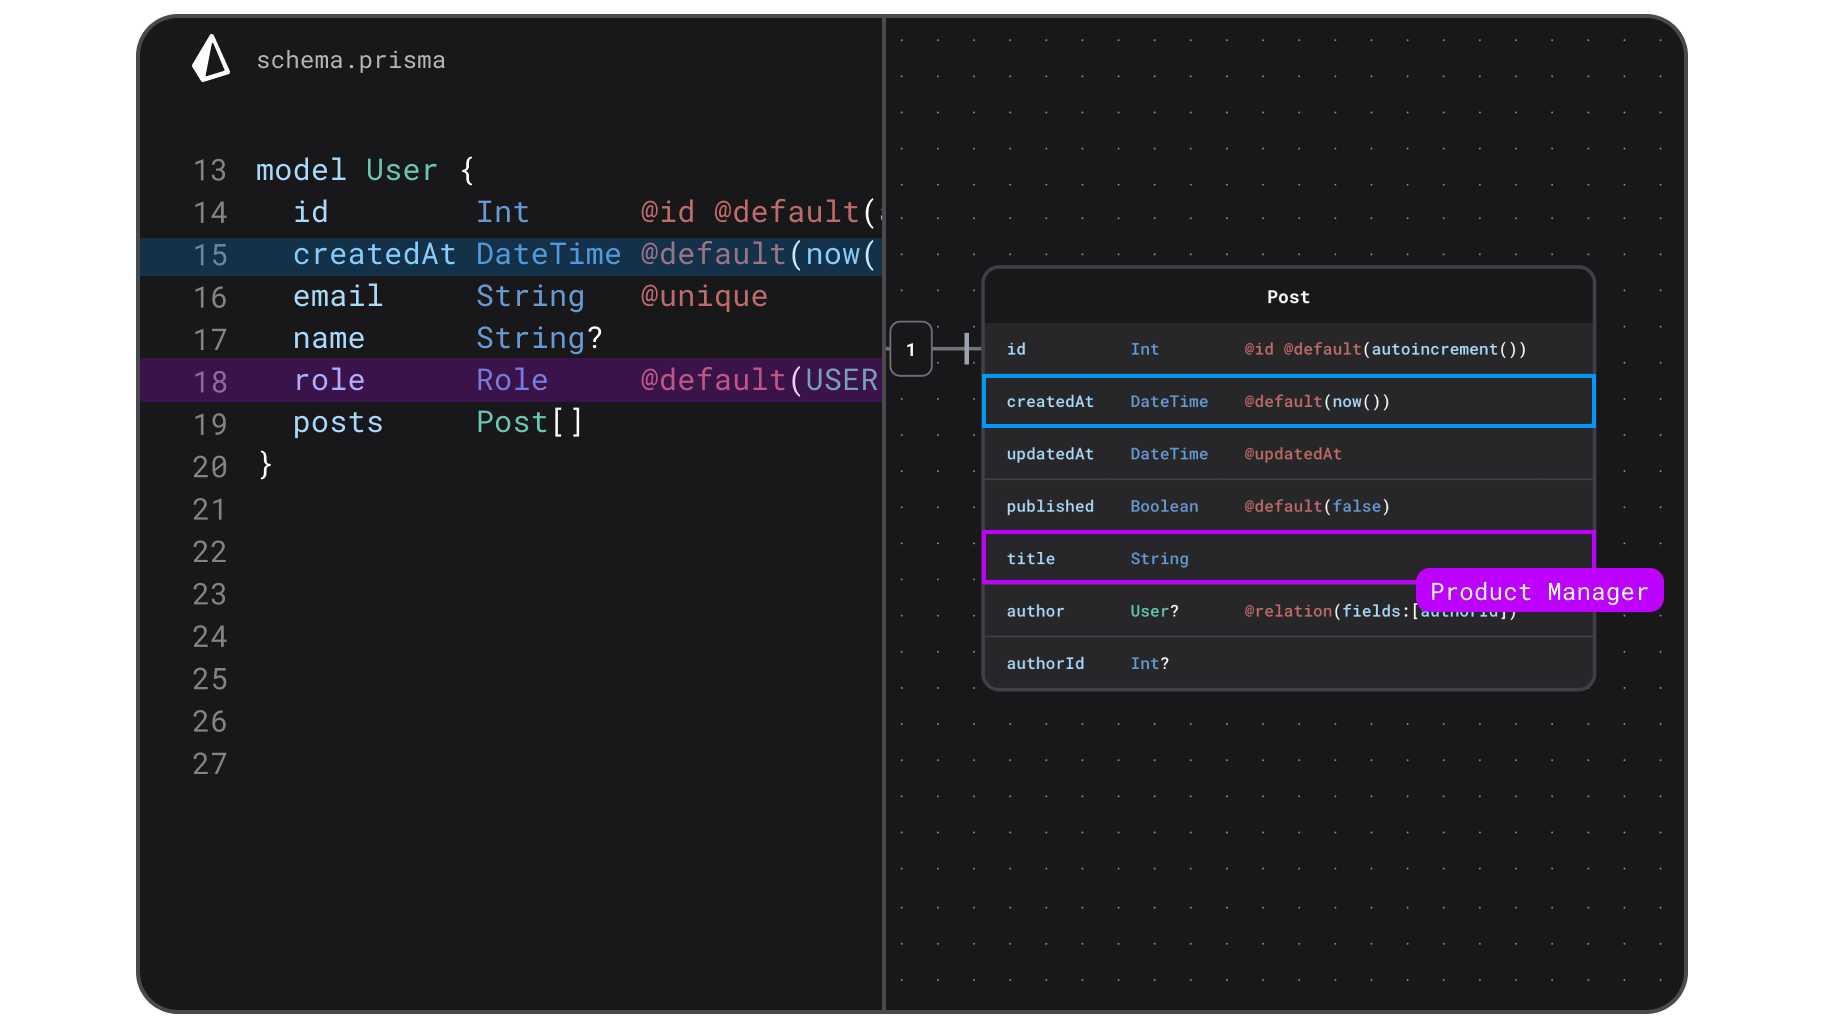 schema.prisma
13 model User {
14 id Int @id @default(
15 createdAt DateTime @default(now(
16 email String @unique
17 name String?
18 role Role @default(USER
19 posts Post[]
20 }
21
22
23
24
25
26
27
1
Post
id Int @id @default(autoincrement())
createdAt DateTime @default(now())
updatedAt DateTime @updatedAt
published Boolean @default(false)
title String
Product Manager
author User? @relation(fields:[authorId])
authorId Int?